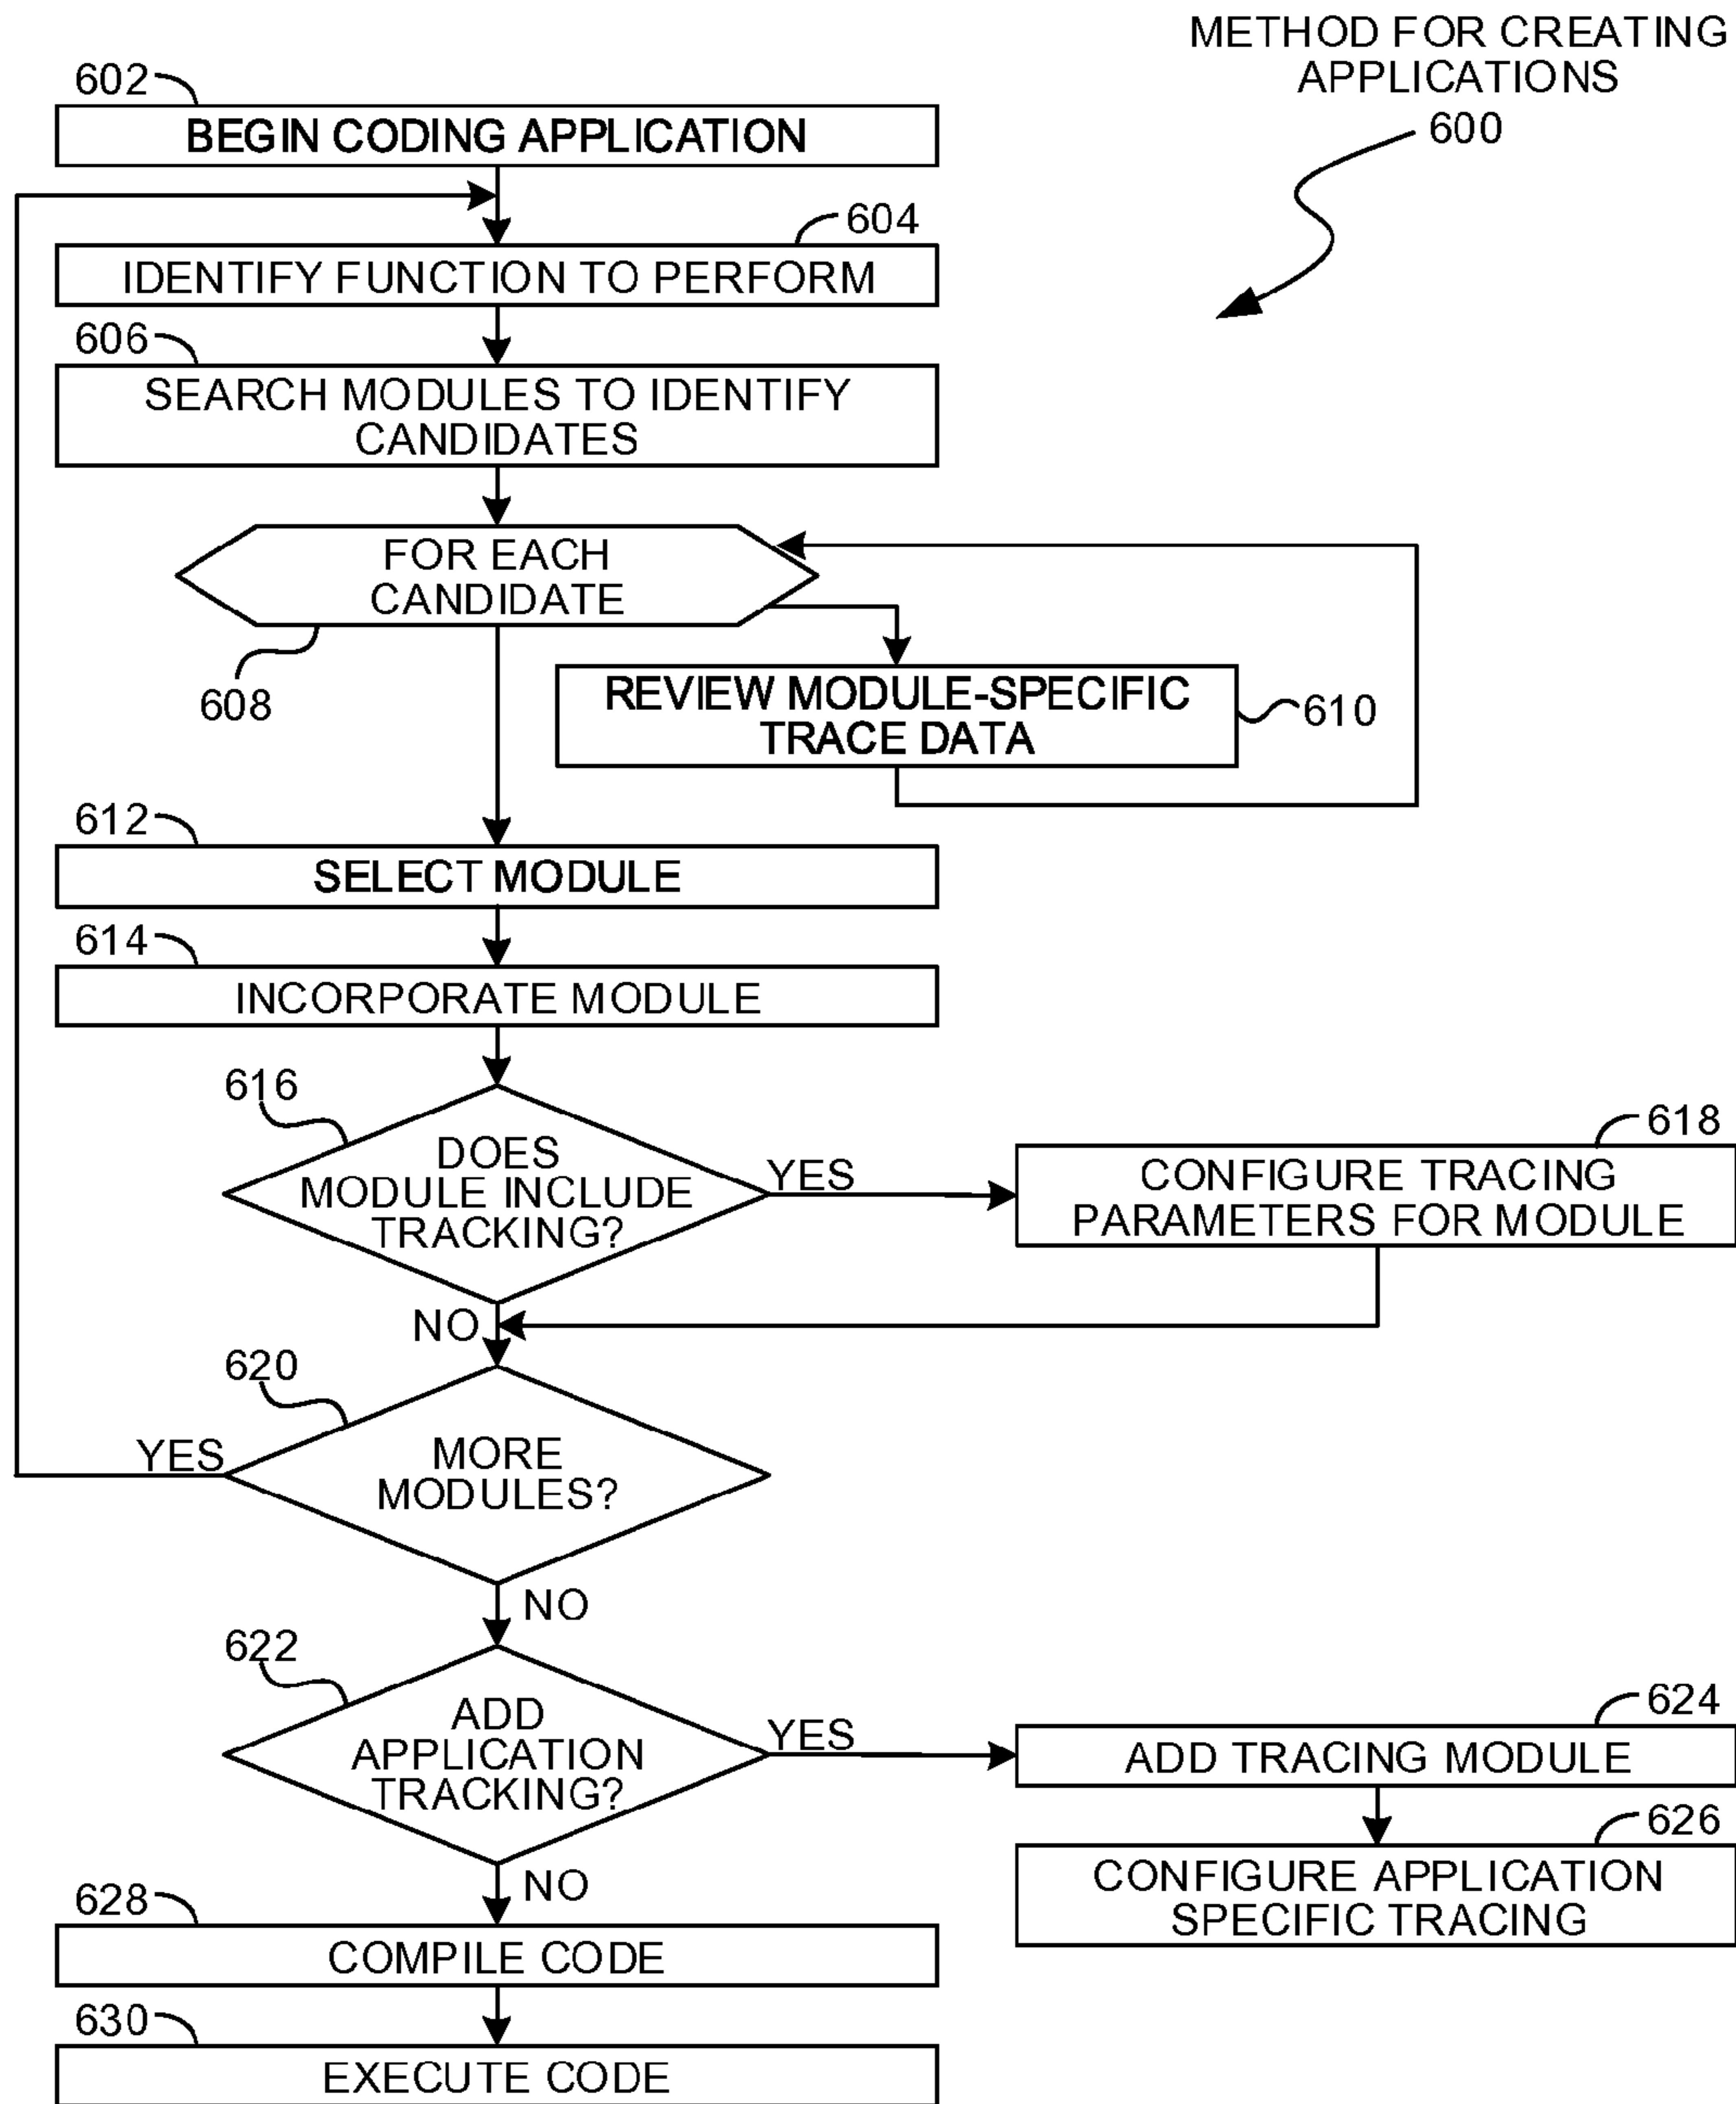 METHOD FOR CREATING
APPLICATIONS
600
602
BEGIN CODING APPLICATION
604
IDENTIFY FUNCTION TO PERFORM
606
SEARCH MODULES TO IDENTIFY
CANDIDATES
FOR EACH
CANDIDATE
608
REVIEW MODULE-SPECIFIC
TRACE DATA
610
612
SELECT MODULE
614
INCORPORATE MODULE
616
DOES
MODULE INCLUDE
TRACKING?
YES
618
CONFIGURE TRACING
PARAMETERS FOR MODULE
NO
620
YES
MORE
MODULES?
NO
622
ADD
APPLICATION
TRACKING?
YES
624
ADD TRACING MODULE
626
CONFIGURE APPLICATION
SPECIFIC TRACING
NO
628
COMPILE CODE
630
EXECUTE CODE